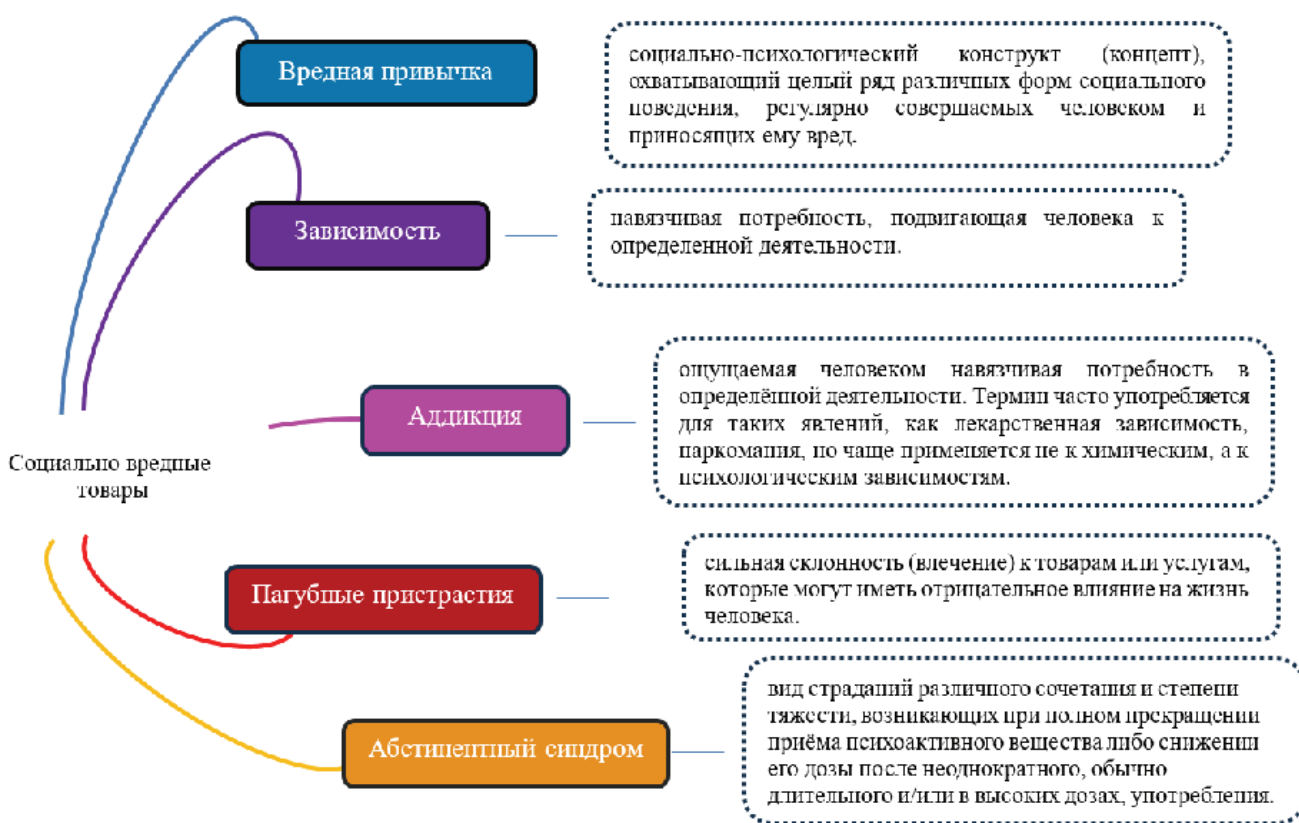 Вредная привычка
социально-психологический конструкт (концепт),
охватывающий целый ряд различных форм социального
поведения, регулярно совершаемых человеком и
приносящих ему вред.
Зависимость
навязчивая потребность, подвигающая человека к
определенной деятельности.
Аддикция
ощущаемая человеком навязчивая потребность в
определённой деятельности. Термин часто употребляется
для таких явлений, как лекарственная зависимость,
наркомания, но чаще применяется не к химическим, а к
психологическим зависимостям.
Социально вредные
товары
Пагубные пристрастия
сильная склонность (влечение) к товарам или услугам,
которые могут иметь отрицательное влияние на жизнь
человека.
Абстинентный синдром
вид страданий различного сочетания и степени
тяжести, возникающих при полном прекращении
приёма психоактивного вещества либо снижении
его дозы после неоднократного, обычно
длительного и/или в высоких дозах, употребления.